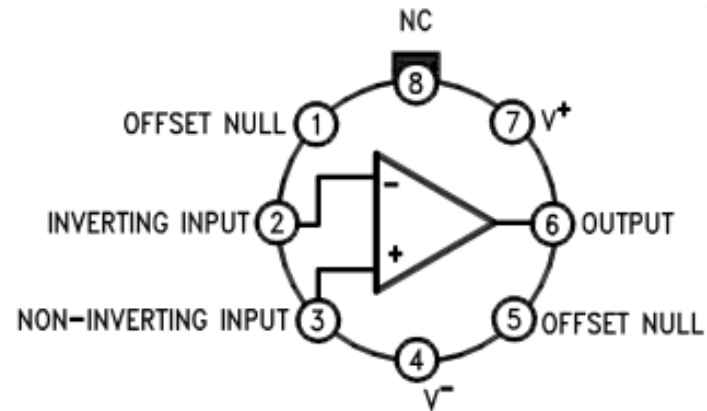 NC
8
OFFSET NULL 1
7 V+
-
INVERTING INPUT 2
6 OUTPUT
+
NON-INVERTING INPUT 3
5 OFFSET NULL
4
V-